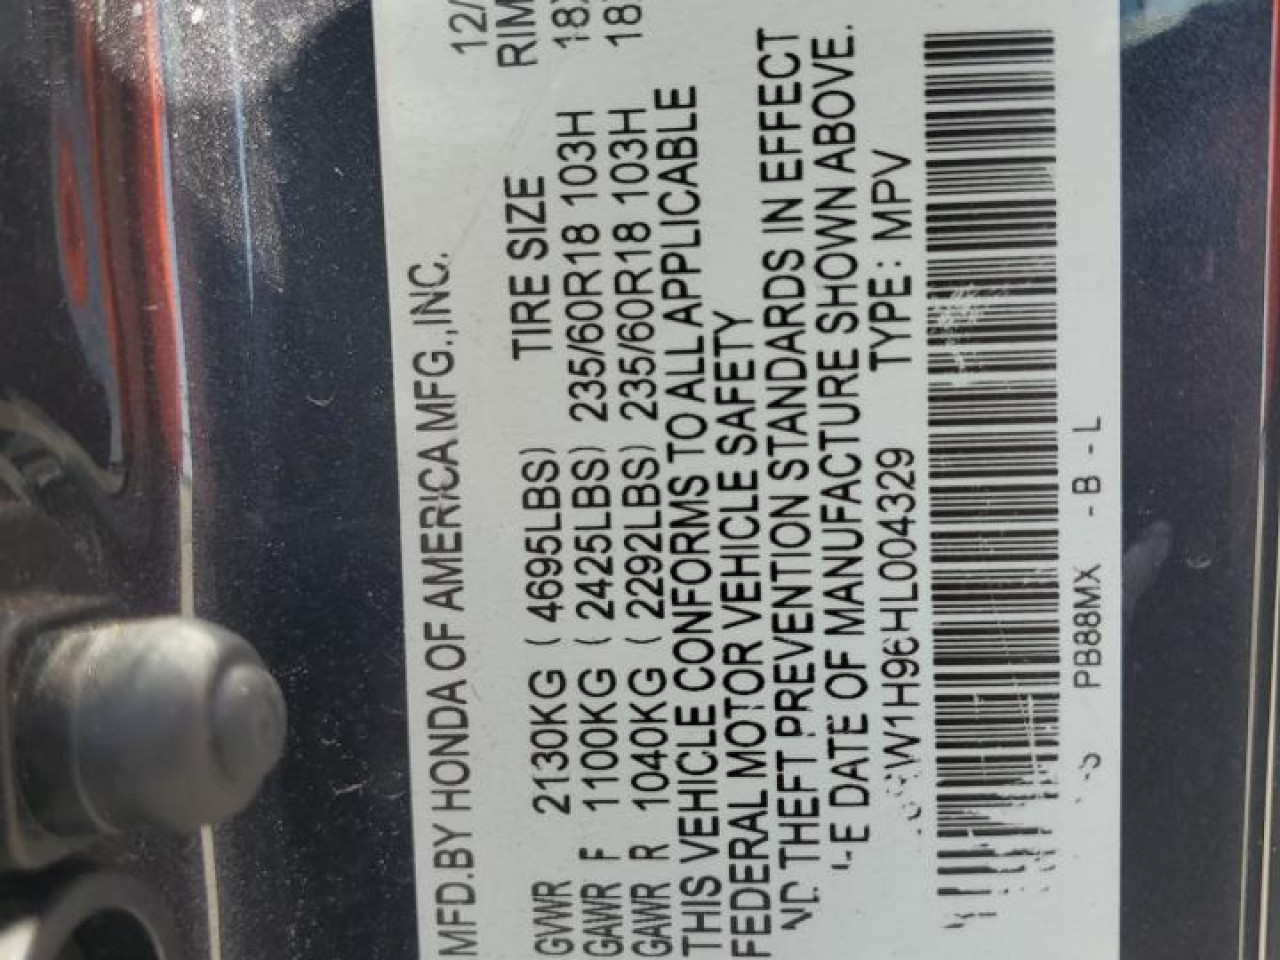 MFD.BY HONDA OF AMERICA MFG.,INC. 12/
TIRE SIZE RIM
GVWR 2130KG ( 4695LBS)
GAWR F 1100KG ( 2425LBS) 235/60R18 103H 18X
GAWR R 1040KG ( 2292LBS) 235/60R18 103H 18
THIS VEHICLE CONFORMS TO ALL APPLICABLE
FEDERAL MOTOR VEHICLE SAFETY
THEFT PREVENTION STANDARDS IN EFFECT
DATE OF MANUFACTURE SHOWN ABOVE.
W1H96HL004329 TYPE: MPV
PB88MX - B - L